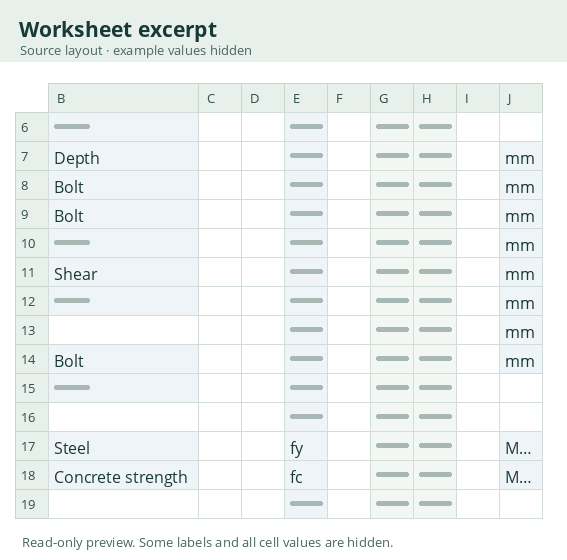 Worksheet excerpt
Source layout · example values hidden
B C D E F G H I J
6
7 Depth mm
8 Bolt mm
9 Bolt mm
10 mm
11 Shear mm
12 mm
13 mm
14 Bolt mm
15
16
17 Steel fy M...
18 Concrete strength fc M...
19
Read-only preview. Some labels and all cell values are hidden.